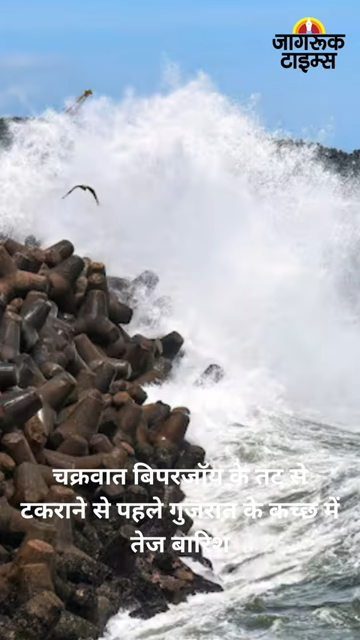 जागरूक
टाइम्स
चक्रवात बिपरजॉय के तट से
टकराने से पहले गुजरात के कच्छ में
तेज बारिश